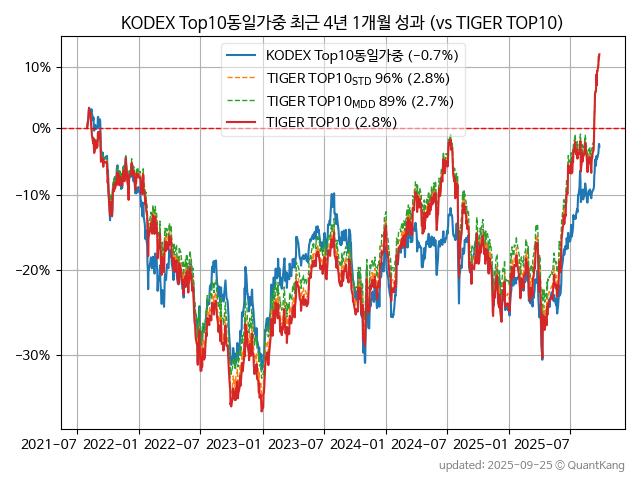 KODEX Top10동일가중 최근 4년 1개월 성과 (vs TIGER TOP10)
KODEX Top10동일가중 (−0.7%)
TIGER TOP10STD 96% (2.8%)
TIGER TOP10MDD 89% (2.7%)
TIGER TOP10 (2.8%)
10%
0%
−10%
−20%
−30%
2021-07 2022-01 2022-07 2023-01 2023-07 2024-01 2024-07 2025-01 2025-07
updated: 2025-09-25 © QuantKang